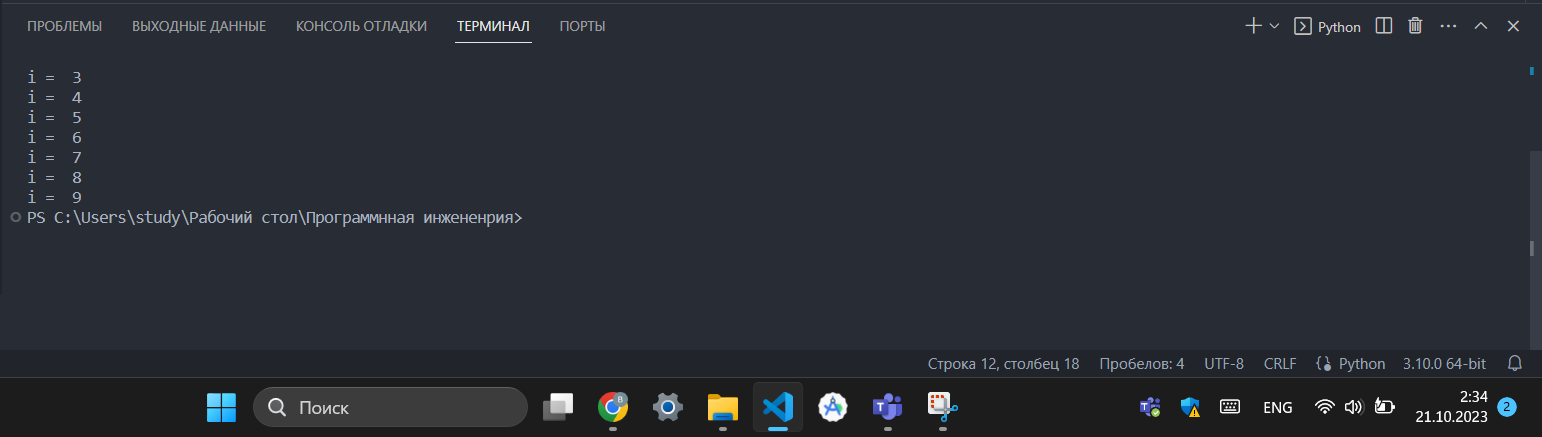 ПРОБЛЕМЫ ВЫХОДНЫЕ ДАННЫЕ КОНСОЛЬ ОТЛАДКИ ТЕРМИНАЛ ПОРТЫ Python
i =  3
i =  4
i =  5
i =  6
i =  7
i =  8
i =  9
PS C:\Users\study\Рабочий стол\Программнная инжененрия>
Строка 12, столбец 18 Пробелов: 4 UTF-8 CRLF Python 3.10.0 64-bit
Поиск B ENG 2:34
21.10.2023 2